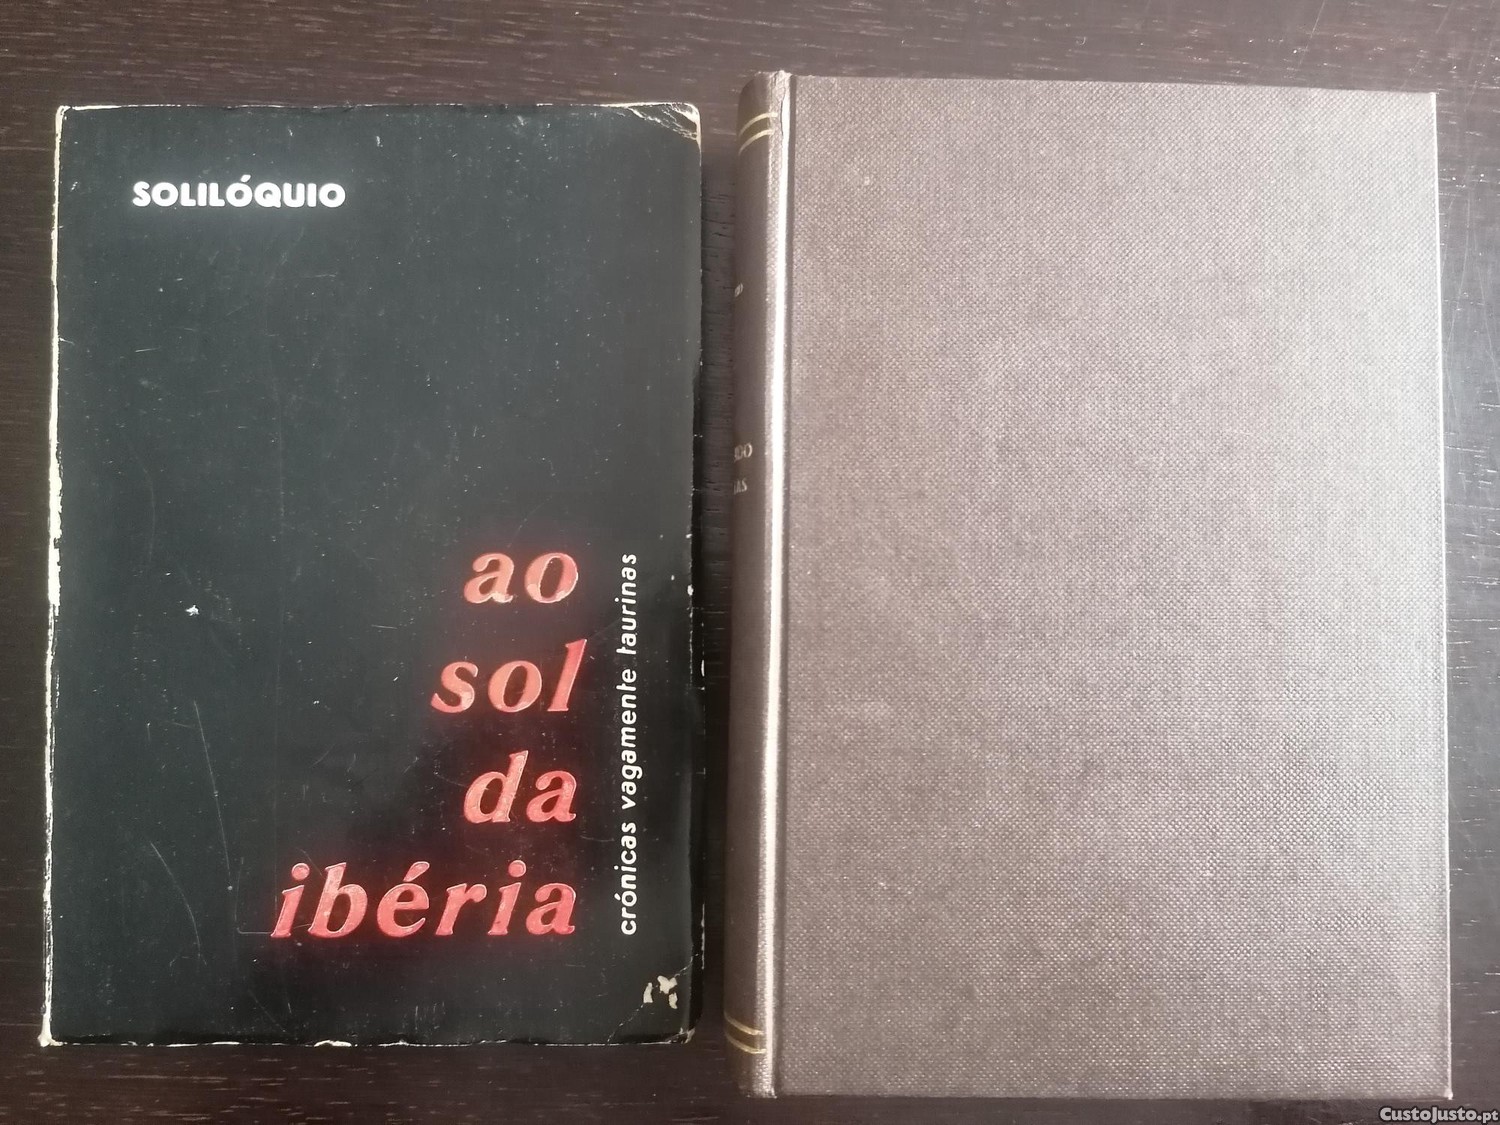 SOLILÓQUIO
ao
sol
da
ibéria
crónicas vagamente taurinas
CustoJusto.pt